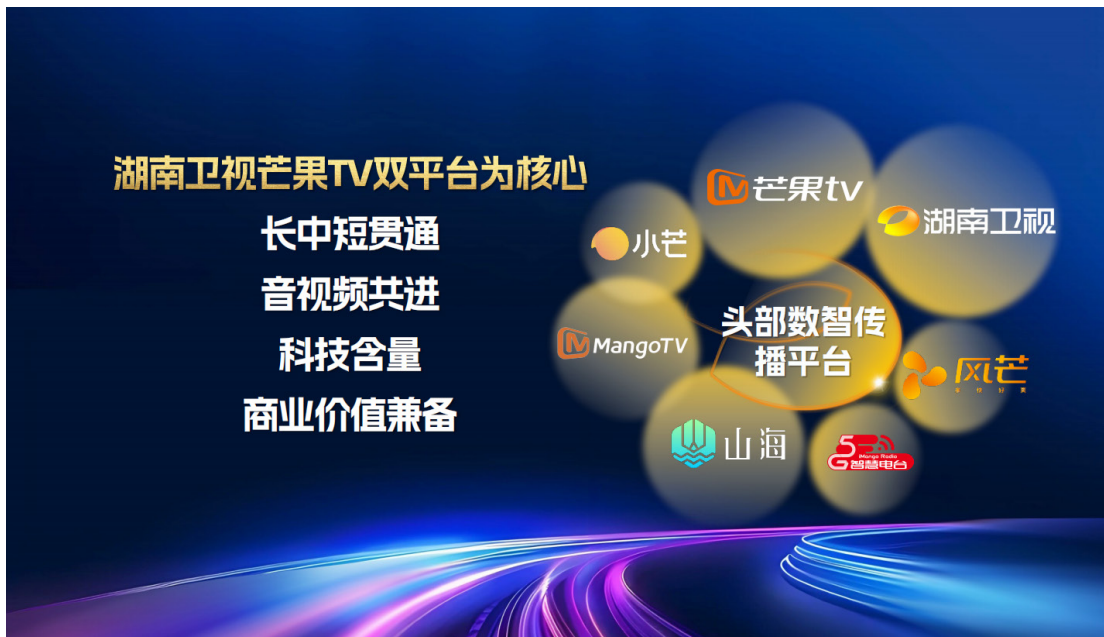 湖南卫视芒果TV双平台为核心
长中短贯通
音视频共进
科技含量
商业价值兼备
芒果tv
湖南卫视
小芒
头部数智传
播平台
MangoTV
风芒
山海
5G
iMango Radio
智慧电台